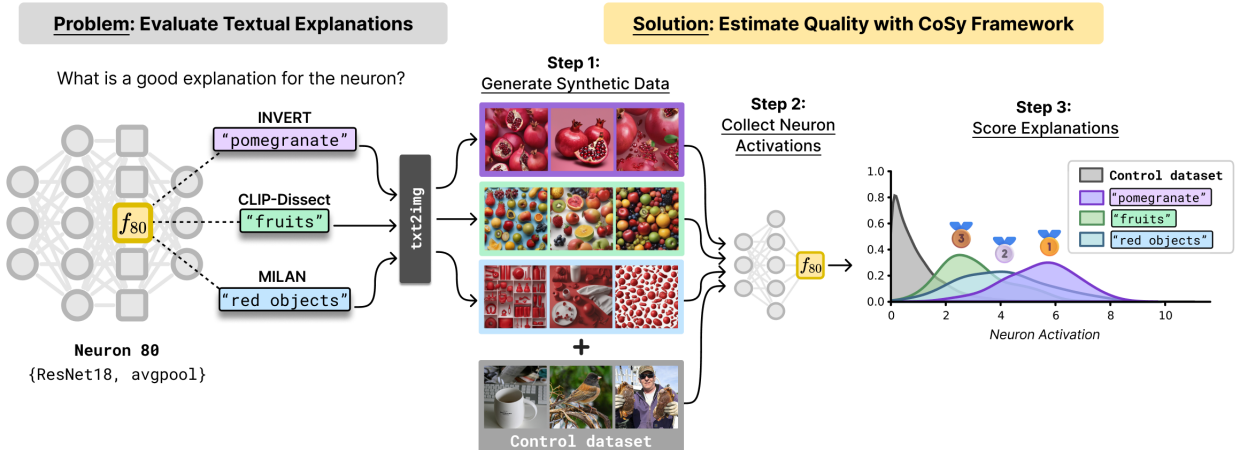 Problem: Evaluate Textual Explanations
Solution: Estimate Quality with CoSy Framework
What is a good explanation for the neuron?
INVERT
"pomegranate"
CLIP-Dissect
"fruits"
MILAN
"red objects"
f80
Neuron 80
{ResNet18, avgpool}
txt2img
Step 1:
Generate Synthetic Data
+
Control dataset
Step 2:
Collect Neuron
Activations
f80
Step 3:
Score Explanations
1.0
0.8
0.6
0.4
0.2
0.0
0
2
4
6
8
10
Neuron Activation
3
2
1
Control dataset
"pomegranate"
"fruits"
"red objects"